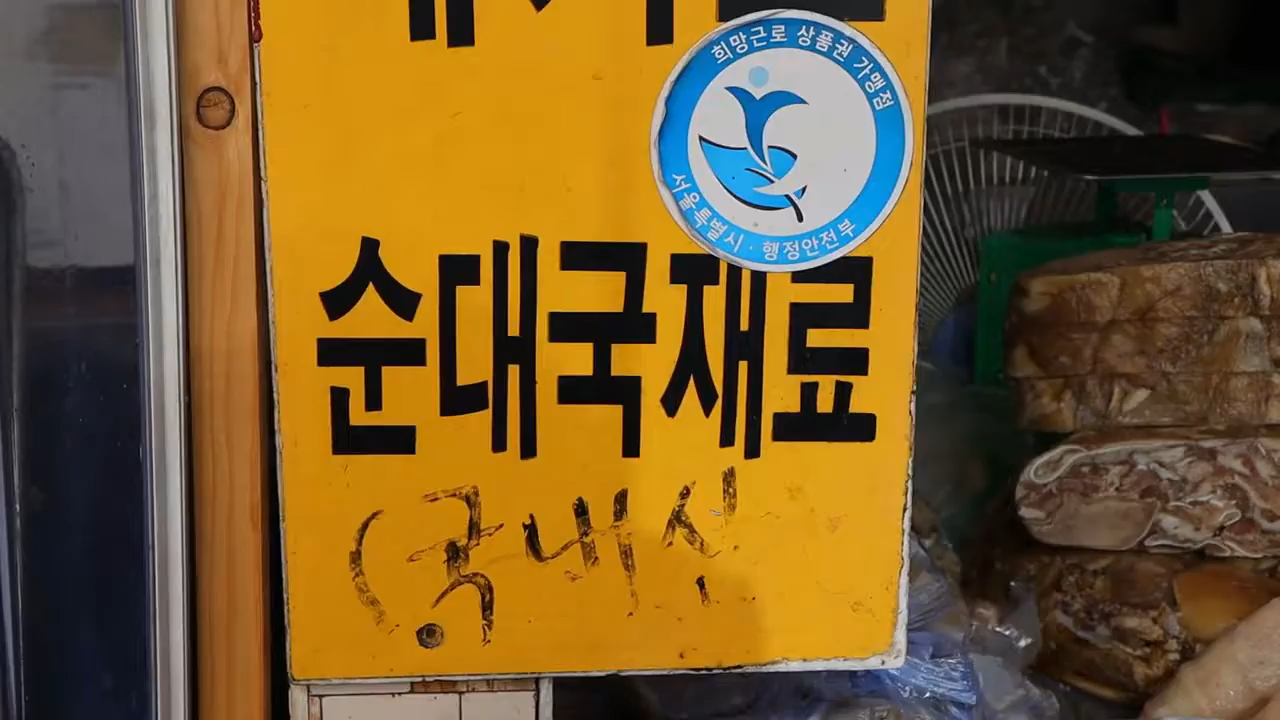 희망근로 상품권 가맹점
서울특별시 · 행정안전부
순대국재료
(국내산